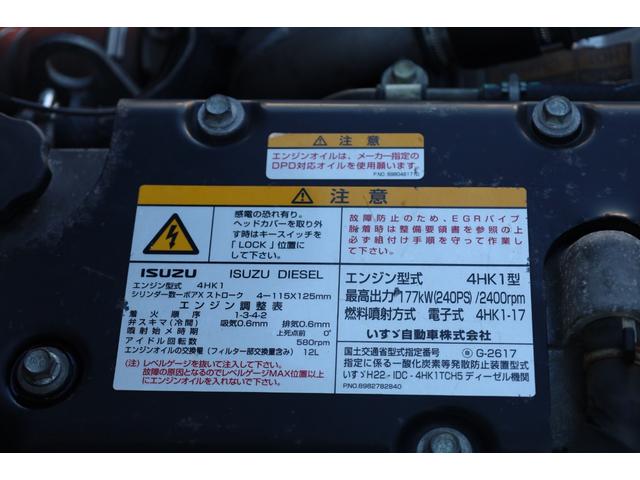 ⚠ 注意
エンジンオイルは、メーカー指定の
DPD対応オイルを使用願います。
⚠ 注意
感電の恐れ有り。
ヘッドカバーを取り外
す時はキースイッチを
「LOCK」位置に
して下さい。
故障防止のため、EGRパイプ
脱着時は整備要領書を参照の上
必ず組付け手順を守って作業し
て下さい。
ISUZU ISUZU DIESEL
エンジン型式 4HK1
シリンダー数ーボアXストローク 4-115X125mm
エンジン調整表
着火順序 1-3-4-2
弁スキマ(冷間) 吸気0.6mm 排気0.6mm
噴射始メ時期 上死点前 0°
アイドル回転数 580rpm
エンジンオイルの交換量(フィルター部交換量含み) 12L
(注)レベルゲージを抜いて注入して下さい。
故障の原因となるのでレベルゲージMAX位置以上
にエンジンオイルを入れないで下さい。
エンジン型式 4HK1型
最高出力 177kW(240PS)/2400rpm
燃料噴射方式 電子式 4HK1-17
いすゞ自動車株式会社
国土交通省型式指定番号 G-2617
指定に係る一酸化炭素等発散防止装置型式
いすゞH22-IDC-4HK1TCH5 ディーゼル機関
P.NO.8982782840